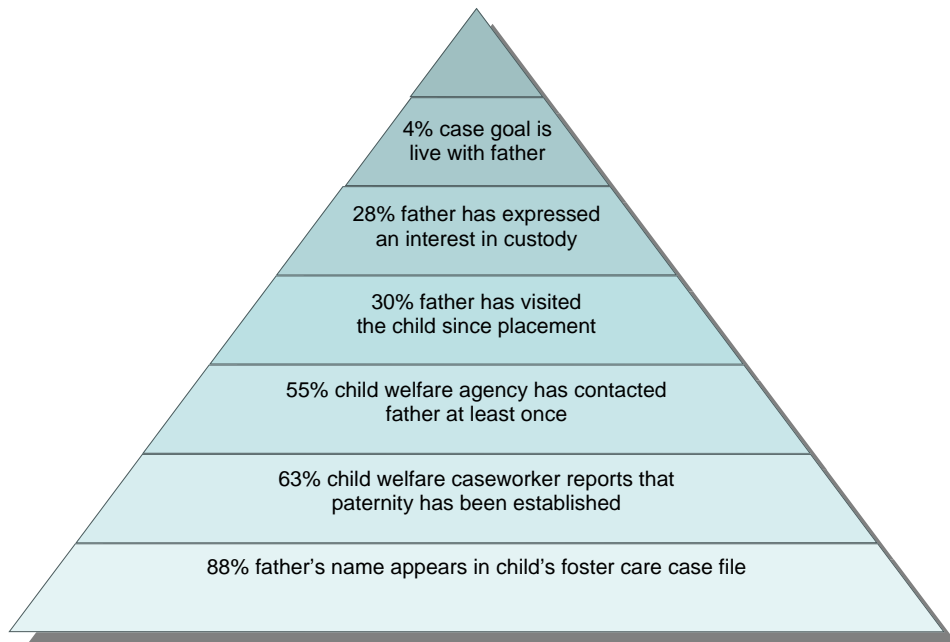 4% case goal is
live with father
28% father has expressed
an interest in custody
30% father has visited
the child since placement
55% child welfare agency has contacted
father at least once
63% child welfare caseworker reports that
paternity has been established
88% father’s name appears in child’s foster care case file